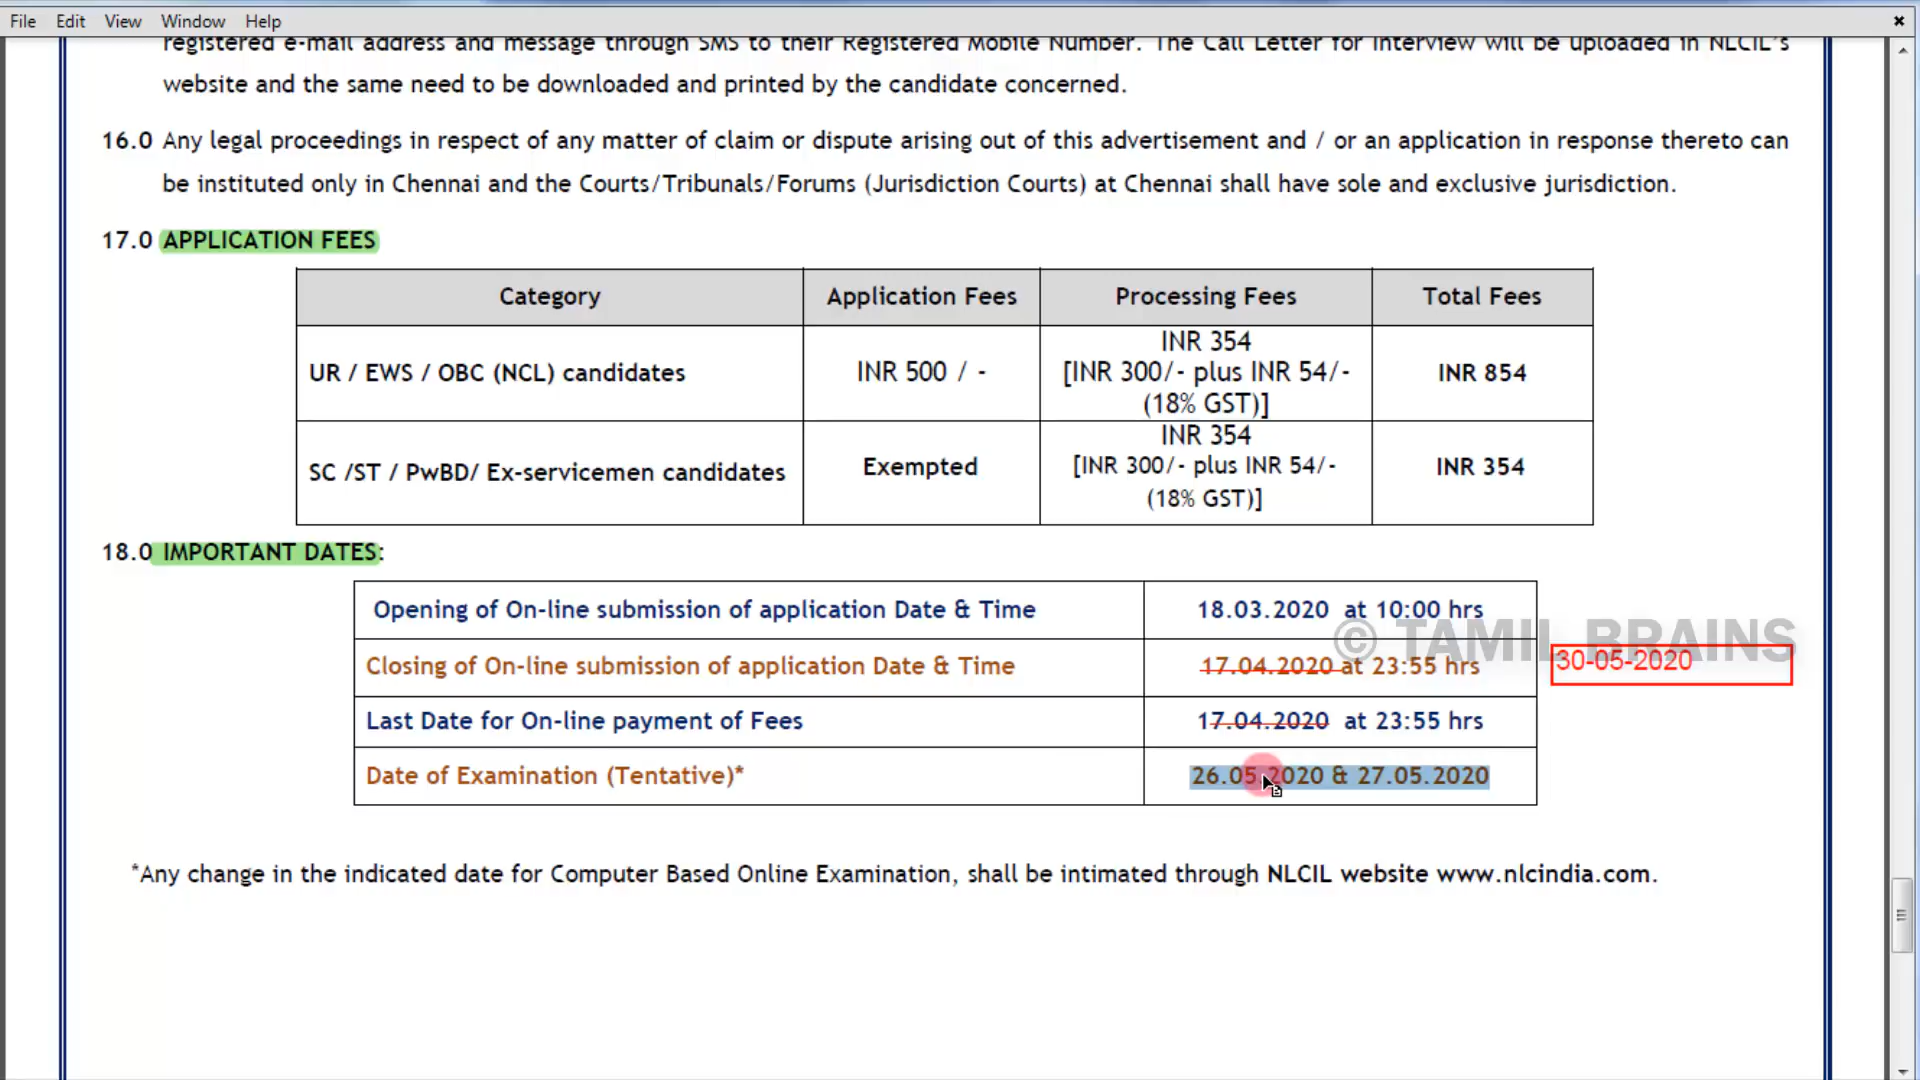 File Edit View Window Help
registered e-mail address and message through SMS to their Registered Mobile Number. The Call Letter for Interview will be uploaded in NLCIL's
website and the same need to be downloaded and printed by the candidate concerned.
16.0 Any legal proceedings in respect of any matter of claim or dispute arising out of this advertisement and / or an application in response thereto can
be instituted only in Chennai and the Courts/Tribunals/Forums (Jurisdiction Courts) at Chennai shall have sole and exclusive jurisdiction.
17.0 APPLICATION FEES
Category Application Fees Processing Fees Total Fees
UR / EWS / OBC (NCL) candidates INR 500 / - INR 354 [INR 300/- plus INR 54/- (18% GST)] INR 854
SC /ST / PwBD/ Ex-servicemen candidates Exempted INR 354 [INR 300/- plus INR 54/- (18% GST)] INR 354
18.0 IMPORTANT DATES:
Opening of On-line submission of application Date & Time 18.03.2020 at 10:00 hrs
© TAMIL BRAINS
Closing of On-line submission of application Date & Time 17.04.2020 at 23:55 hrs 30-05-2020
Last Date for On-line payment of Fees 17.04.2020 at 23:55 hrs
Date of Examination (Tentative)* 26.05.2020 & 27.05.2020
*Any change in the indicated date for Computer Based Online Examination, shall be intimated through NLCIL website www.nlcindia.com.